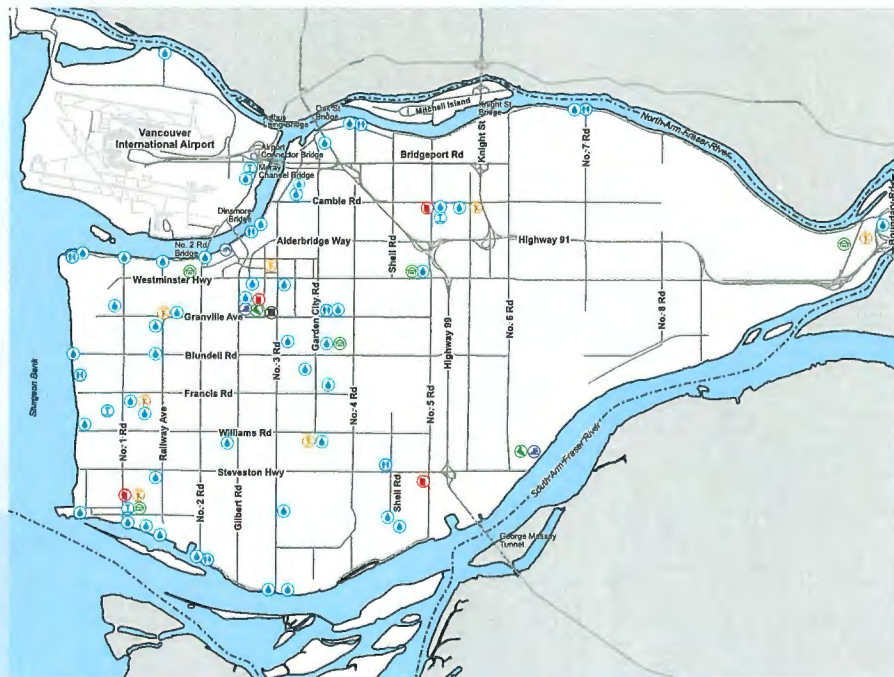 Mitchell Island
Oak St
Bridge
Knight St
Bridge
Knight St
North Arm Fraser River
No. 7 Rd
Vancouver
International Airport
Airport
Connector Bridge
Moray
Channel Bridge
Bridgeport Rd
Dinsmore
Bridge
Cambie Rd
No. 2 Rd
Bridge
Alderbridge Way
Shell Rd
Highway 91
Westminster Hwy
Garden City Rd
No. 6 Rd
No. 8 Rd
Granville Ave
Highway 99
No. 3 Rd
Blundell Rd
Sturgeon Bank
Francis Rd
No. 1 Rd
Railway Ave
No. 4 Rd
No. 5 Rd
Williams Rd
Steveston Hwy
No. 2 Rd
Gilbert Rd
Shell Rd
South Arm Fraser River
George Massey
Tunnel